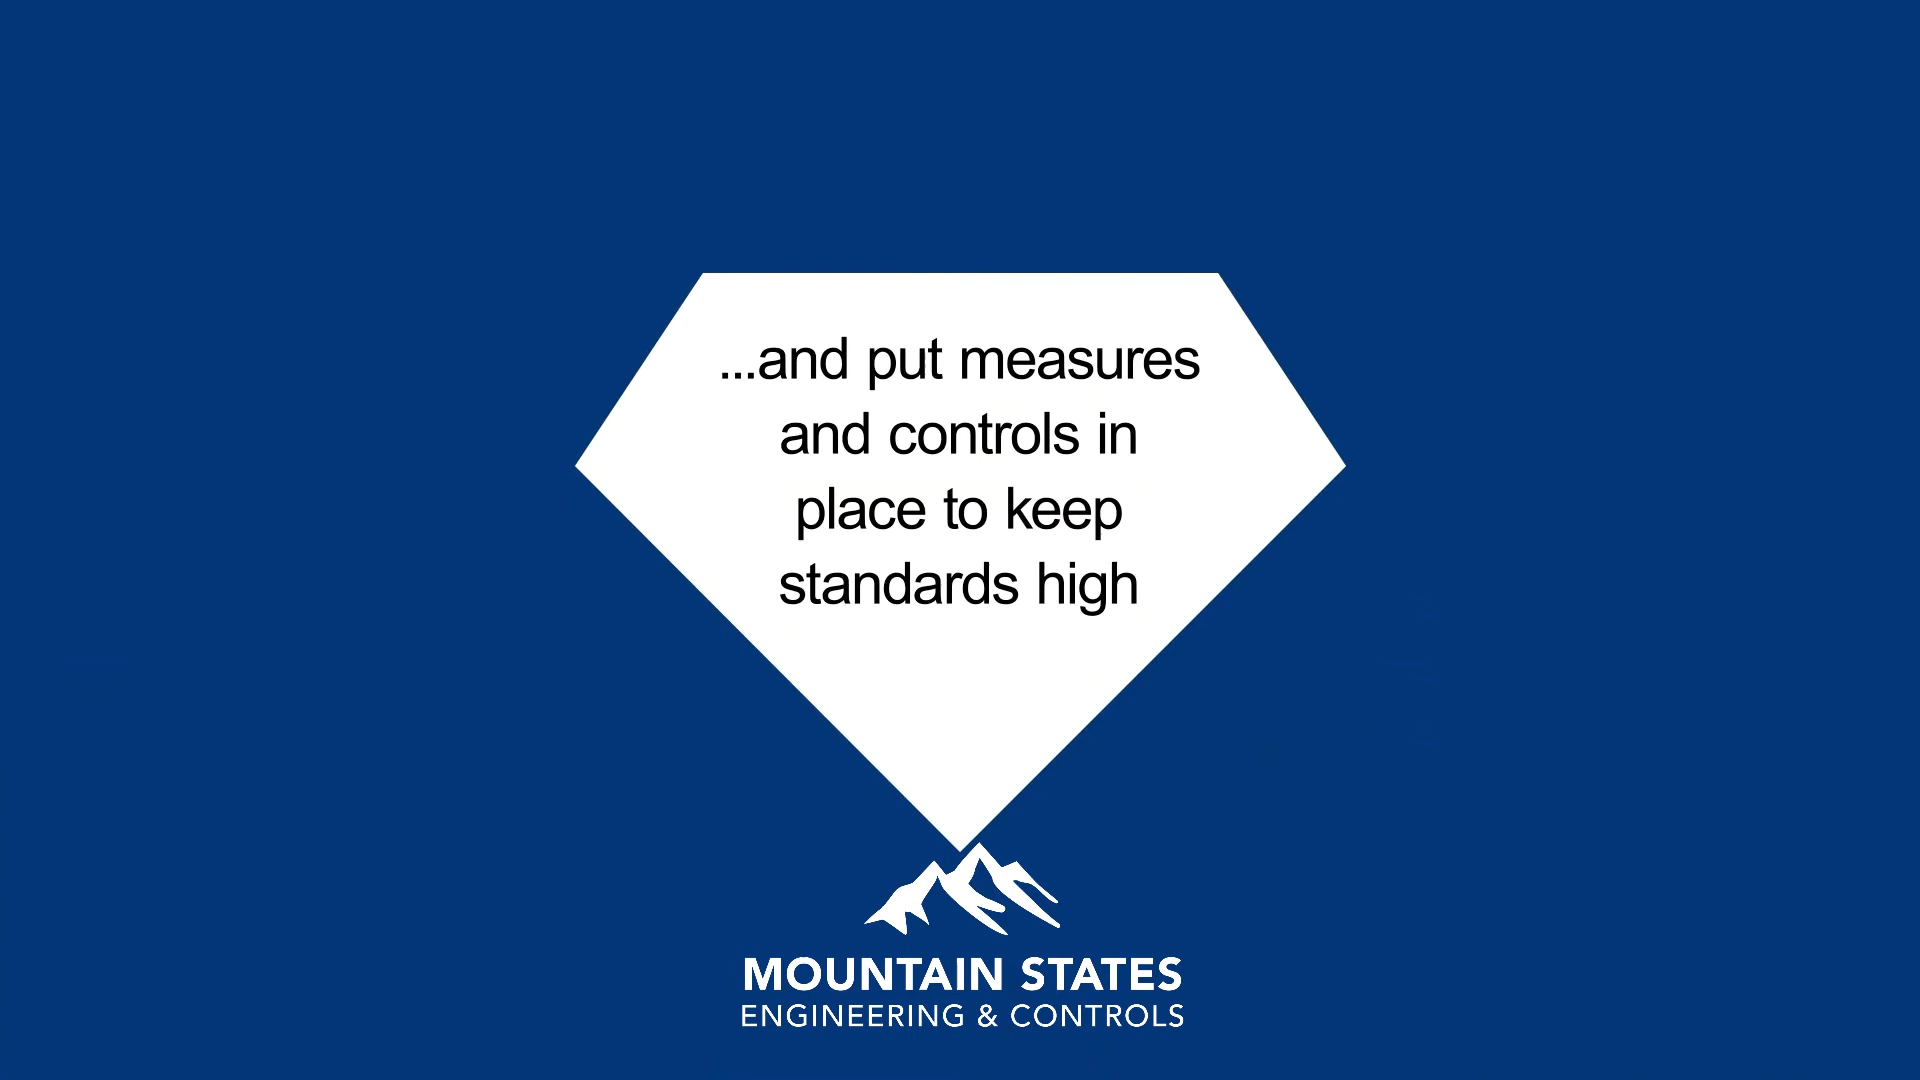 ...and put measures
and controls in
place to keep
standards high
MOUNTAIN STATES
ENGINEERING & CONTROLS